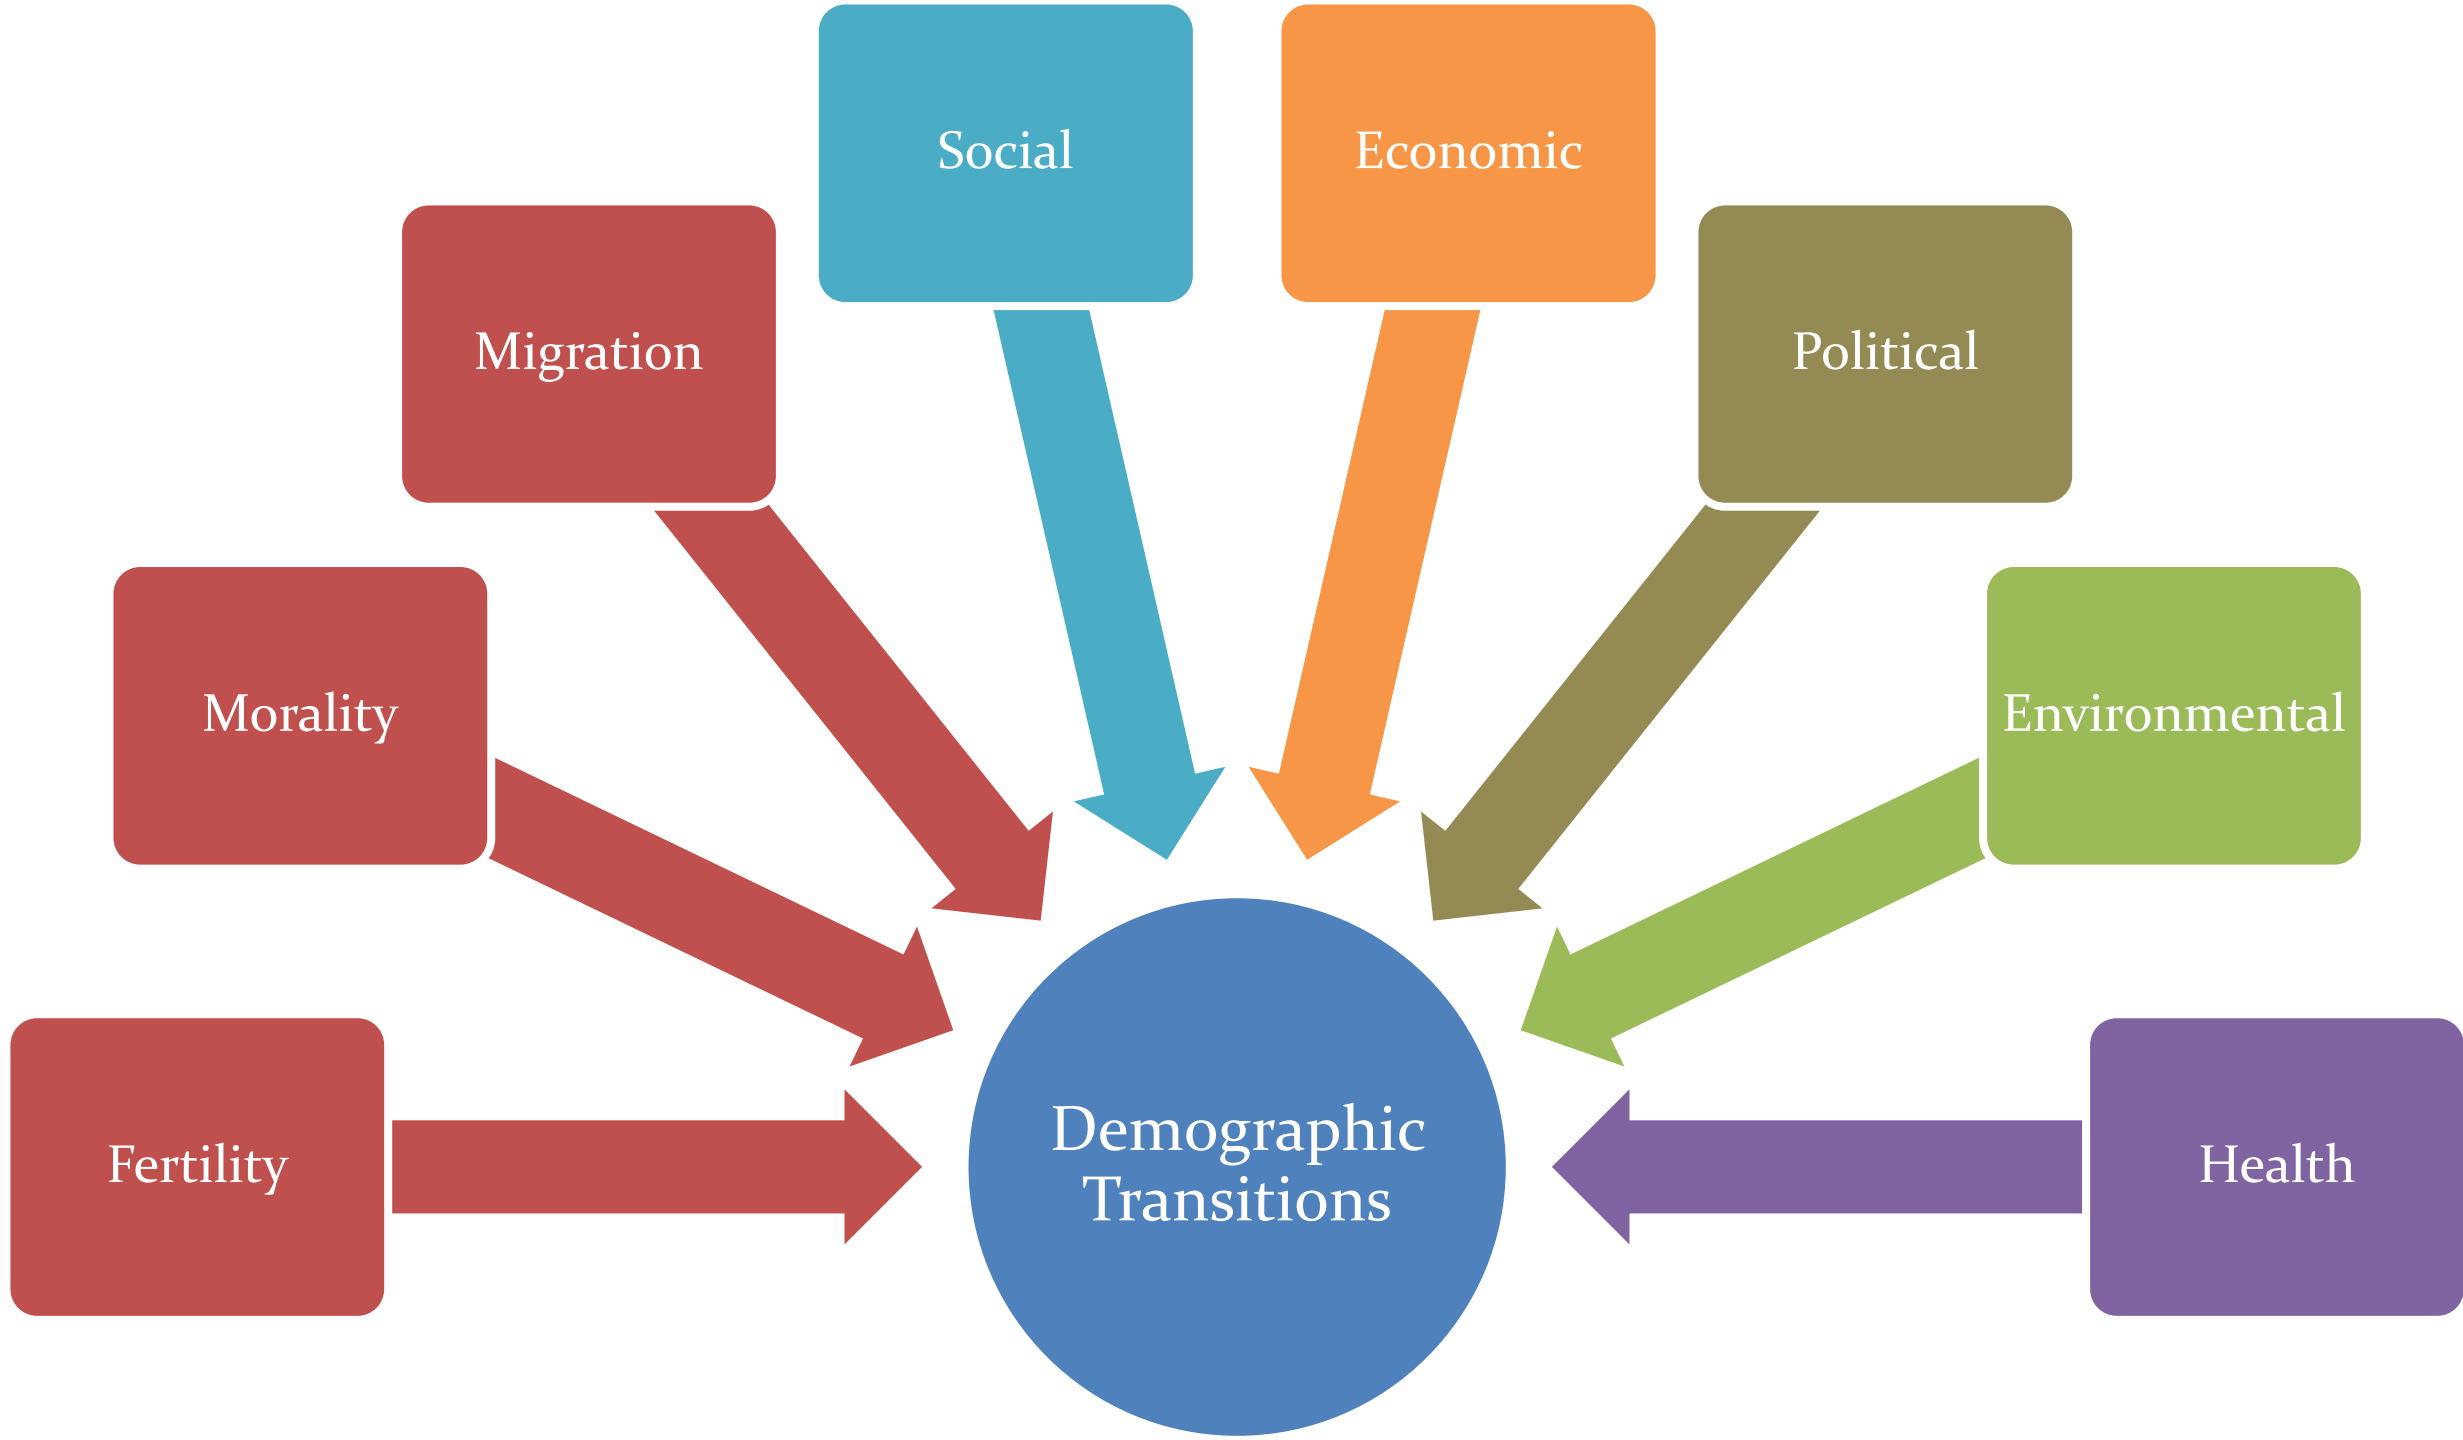 Social
Economic
Migration
Political
Morality
Environmental
Fertility
Demographic
Transitions
Health